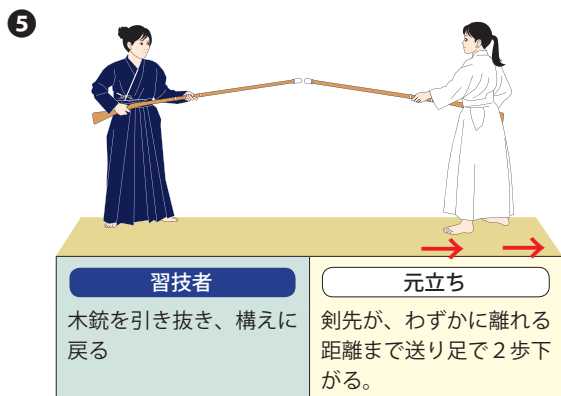 ❺
習技者
木銃を引き抜き、構えに
戻る
元立ち
剣先が、わずかに離れる
距離まで送り足で２歩下
がる。